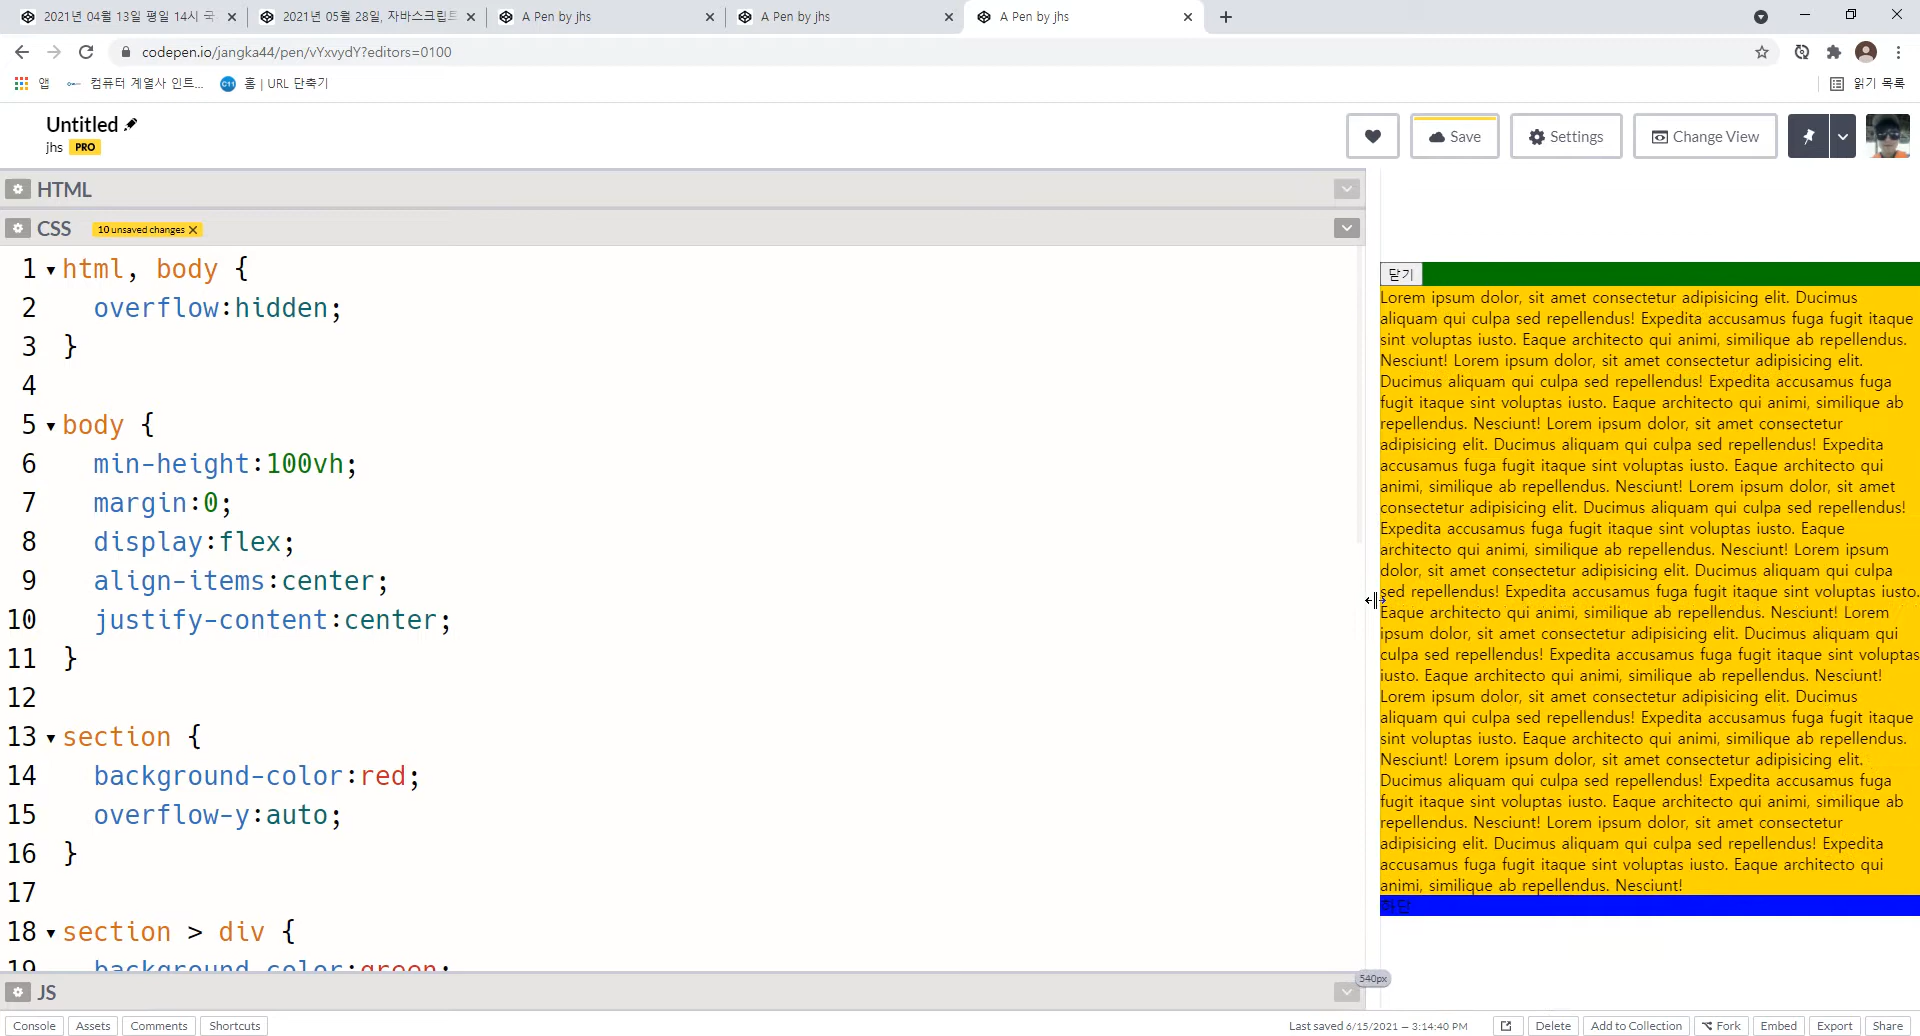 2021년 04월 13일 평일 14시 국
2021년 05월 28일, 자바스크립트
A Pen by jhs
A Pen by jhs
A Pen by jhs
codepen.io/jangka44/pen/vYxvydY?editors=0100
앱
컴퓨터 계열사 인트...
홈 | URL 단축기
읽기 목록
Untitled
jhs PRO
Save
Settings
Change View
HTML
CSS 10 unsaved changes
1 html, body {
2 overflow:hidden;
3 }
4
5 body {
6 min-height:100vh;
7 margin:0;
8 display:flex;
9 align-items:center;
10 justify-content:center;
11 }
12
13 section {
14 background-color:red;
15 overflow-y:auto;
16 }
17
18 section > div {
19 background-color:green;
닫기
Lorem ipsum dolor, sit amet consectetur adipisicing elit. Ducimus
aliquam qui culpa sed repellendus! Expedita accusamus fuga fugit itaque
sint voluptas iusto. Eaque architecto qui animi, similique ab repellendus.
Nesciunt! Lorem ipsum dolor, sit amet consectetur adipisicing elit.
Ducimus aliquam qui culpa sed repellendus! Expedita accusamus fuga
fugit itaque sint voluptas iusto. Eaque architecto qui animi, similique ab
repellendus. Nesciunt! Lorem ipsum dolor, sit amet consectetur
adipisicing elit. Ducimus aliquam qui culpa sed repellendus! Expedita
accusamus fuga fugit itaque sint voluptas iusto. Eaque architecto qui
animi, similique ab repellendus. Nesciunt! Lorem ipsum dolor, sit amet
consectetur adipisicing elit. Ducimus aliquam qui culpa sed repellendus!
Expedita accusamus fuga fugit itaque sint voluptas iusto. Eaque
architecto qui animi, similique ab repellendus. Nesciunt! Lorem ipsum
dolor, sit amet consectetur adipisicing elit. Ducimus aliquam qui culpa
sed repellendus! Expedita accusamus fuga fugit itaque sint voluptas iusto.
Eaque architecto qui animi, similique ab repellendus. Nesciunt! Lorem
ipsum dolor, sit amet consectetur adipisicing elit. Ducimus aliquam qui
culpa sed repellendus! Expedita accusamus fuga fugit itaque sint voluptas
iusto. Eaque architecto qui animi, similique ab repellendus. Nesciunt!
Lorem ipsum dolor, sit amet consectetur adipisicing elit. Ducimus
aliquam qui culpa sed repellendus! Expedita accusamus fuga fugit itaque
sint voluptas iusto. Eaque architecto qui animi, similique ab repellendus.
Nesciunt! Lorem ipsum dolor, sit amet consectetur adipisicing elit.
Ducimus aliquam qui culpa sed repellendus! Expedita accusamus fuga
fugit itaque sint voluptas iusto. Eaque architecto qui animi, similique ab
repellendus. Nesciunt! Lorem ipsum dolor, sit amet consectetur
adipisicing elit. Ducimus aliquam qui culpa sed repellendus! Expedita
accusamus fuga fugit itaque sint voluptas iusto. Eaque architecto qui
animi, similique ab repellendus. Nesciunt!
하단
540px
JS
Console Assets Comments Shortcuts
Last saved 6/15/2021 — 3:14:40 PM
Delete Add to Collection Fork Embed Export Share